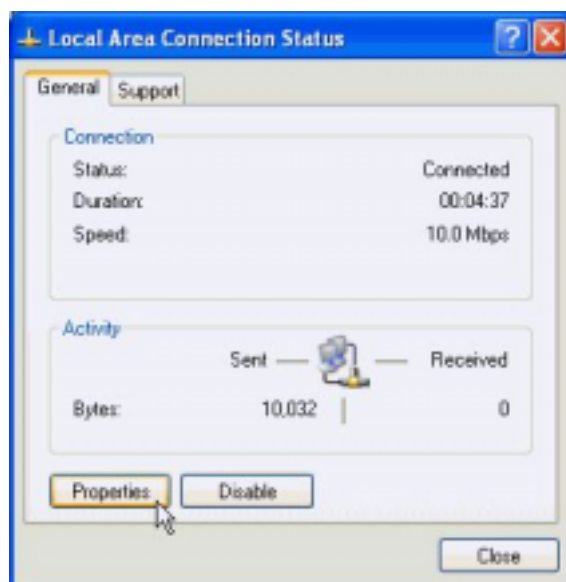 Local Area Connection Status
General Support
Connection
Status: Connected
Duration: 00:04:37
Speed: 10.0 Mbps
Activity
Sent — — Received
Bytes: 10,032 0
Properties Disable
Close